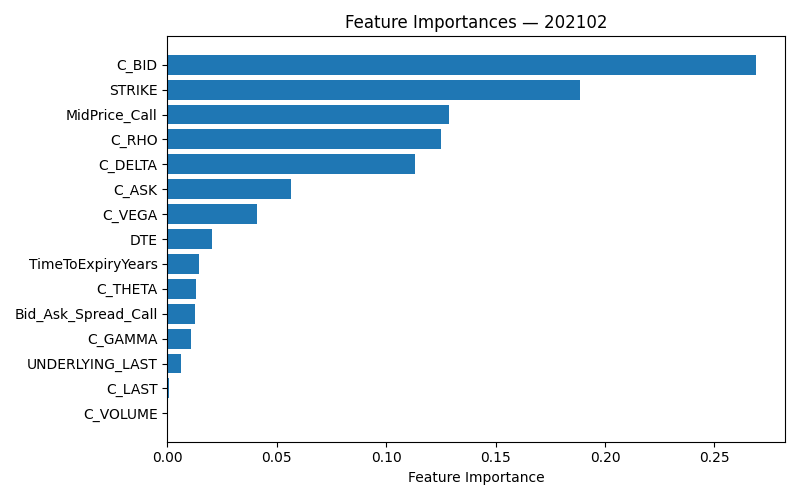 Feature Importances — 202102
C_BID
STRIKE
MidPrice_Call
C_RHO
C_DELTA
C_ASK
C_VEGA
DTE
TimeToExpiryYears
C_THETA
Bid_Ask_Spread_Call
C_GAMMA
UNDERLYING_LAST
C_LAST
C_VOLUME
0.00 0.05 0.10 0.15 0.20 0.25
Feature Importance